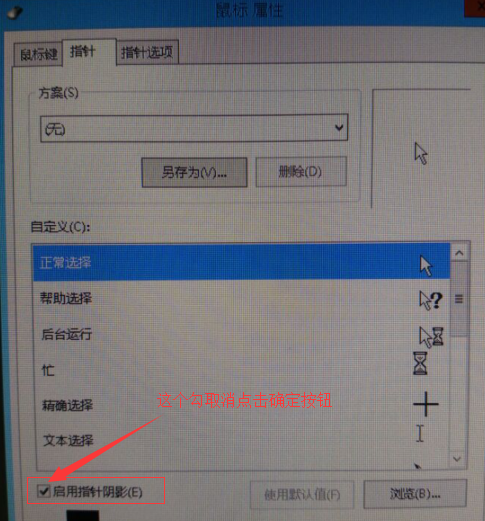 鼠标 属性
鼠标键 指针 指针选项
方案(S)
(无)
另存为(V)... 删除(D)
自定义(C):
正常选择
帮助选择
后台运行
忙
精确选择
这个勾取消点击确定按钮
文本选择
启用指针阴影(E) 使用默认值(F) 浏览(B)...